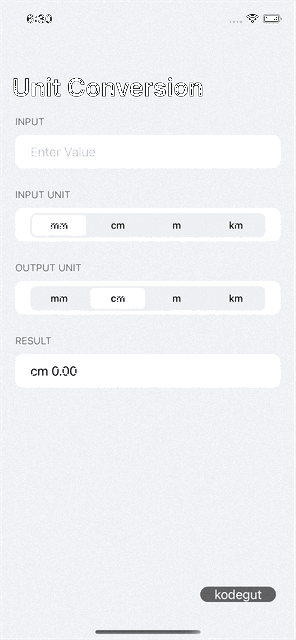 6:30
Unit Conversion
INPUT
Enter Value
INPUT UNIT
mm cm m km
OUTPUT UNIT
mm cm m km
RESULT
cm 0.00
kodegut